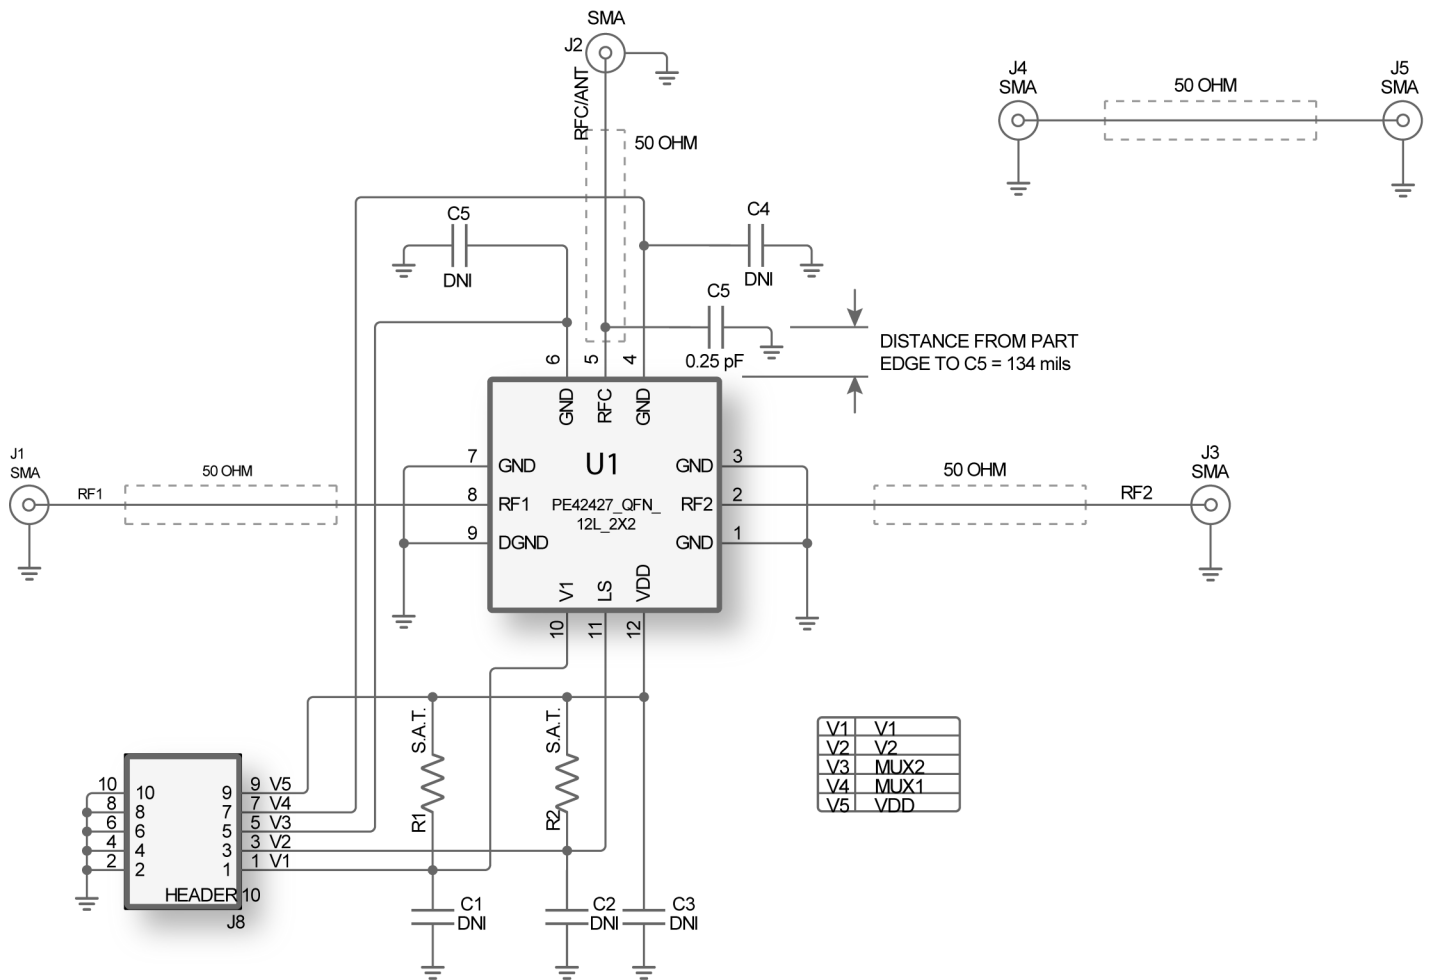 SMA
J2
RFC/ANT
50 OHM
J4
SMA
50 OHM
J5
SMA
C5
DNI
C4
DNI
C5
0.25 pF
DISTANCE FROM PART
EDGE TO C5 = 134 mils
6
5
4
GND
RFC
GND
J1
SMA
RF1
50 OHM
7
8
9
GND
RF1
DGND
U1
PE42427_QFN_
12L_2X2
GND
RF2
GND
3
2
1
50 OHM
RF2
J3
SMA
V1
LS
VDD
10
11
12
S.A.T.
R1
S.A.T.
R2
10
8
6
4
2
10
8
6
4
2
9
7
5
3
1
9 V5
7 V4
5 V3
3 V2
1 V1
HEADER 10
J8
C1
DNI
C2
DNI
C3
DNI
V1 V1
V2 V2
V3 MUX2
V4 MUX1
V5 VDD